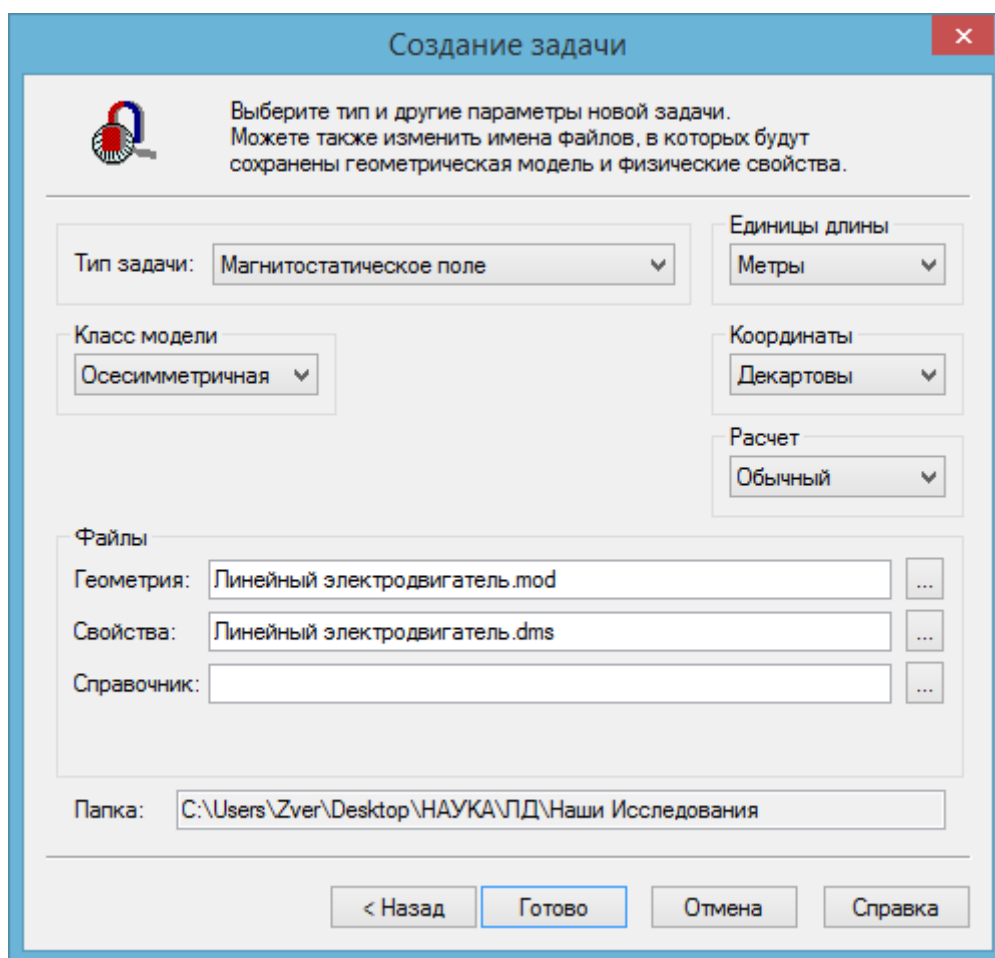 Создание задачи
Выберите тип и другие параметры новой задачи.
Можете также изменить имена файлов, в которых будут
сохранены геометрическая модель и физические свойства.
Тип задачи: Магнитостатическое поле
Единицы длины
Метры
Класс модели
Осесимметричная
Координаты
Декартовы
Расчет
Обычный
Файлы
Геометрия: Линейный электродвигатель.mod ...
Свойства: Линейный электродвигатель.dms ...
Справочник: ...
Папка: C:\Users\Zver\Desktop\НАУКА\ЛД\Наши Исследования
< Назад Готово Отмена Справка